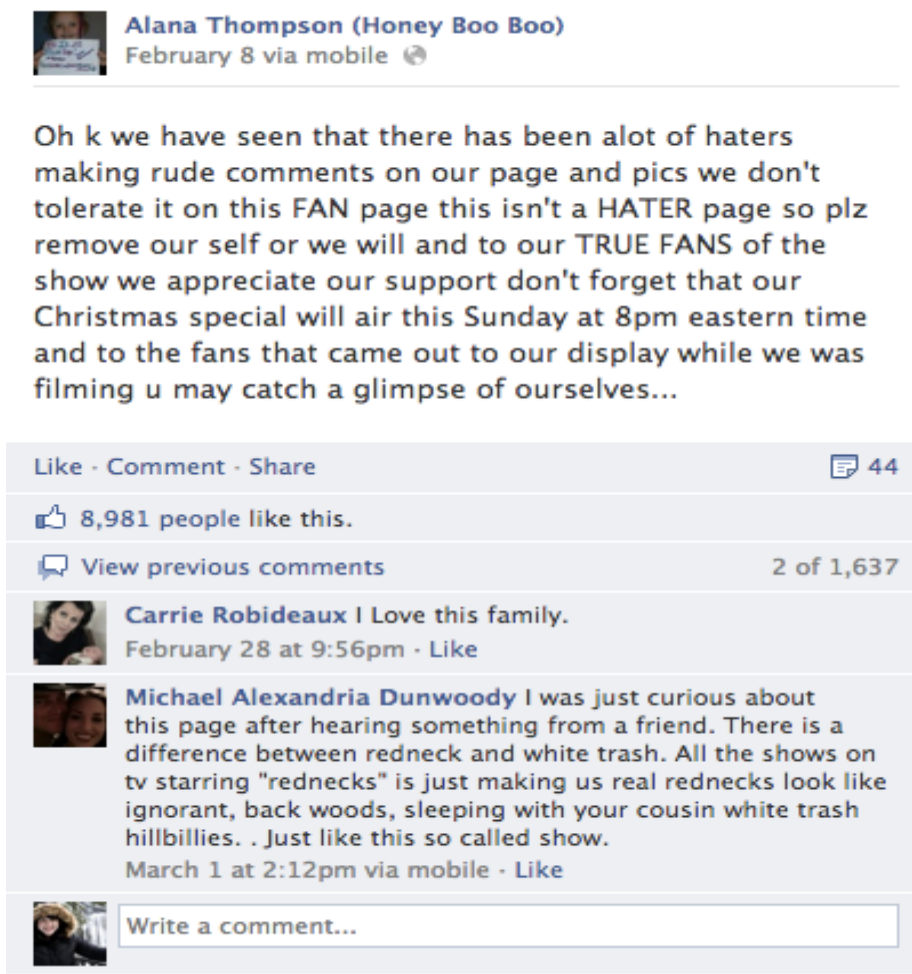 Alana Thompson (Honey Boo Boo)
February 8 via mobile
Oh k we have seen that there has been alot of haters
making rude comments on our page and pics we don't
tolerate it on this FAN page this isn't a HATER page so plz
remove our self or we will and to our TRUE FANS of the
show we appreciate our support don't forget that our
Christmas special will air this Sunday at 8pm eastern time
and to the fans that came out to our display while we was
filming u may catch a glimpse of ourselves...
Like · Comment · Share 44
8,981 people like this.
View previous comments 2 of 1,637
Carrie Robideaux I Love this family.
February 28 at 9:56pm · Like
Michael Alexandria Dunwoody I was just curious about
this page after hearing something from a friend. There is a
difference between redneck and white trash. All the shows on
tv starring "rednecks" is just making us real rednecks look like
ignorant, back woods, sleeping with your cousin white trash
hillbillies. . Just like this so called show.
March 1 at 2:12pm via mobile · Like
Write a comment...